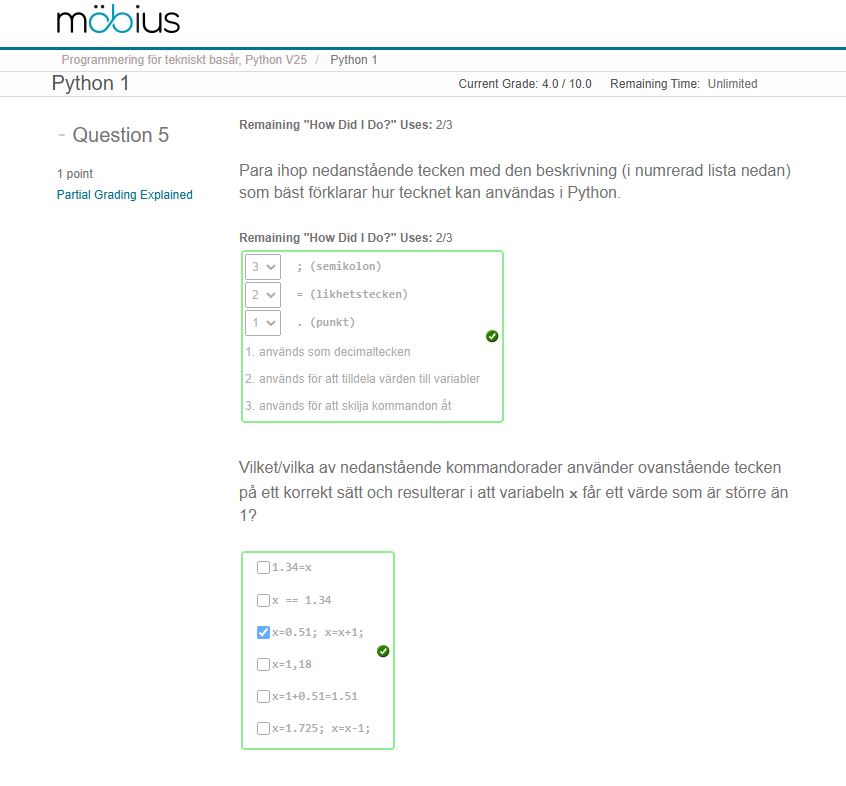 möbius
Programmering för tekniskt basår, Python V25 / Python 1
Python 1
Current Grade: 4.0 / 10.0 Remaining Time: Unlimited
- Question 5
1 point
Partial Grading Explained
Remaining "How Did I Do?" Uses: 2/3
Para ihop nedanstående tecken med den beskrivning (i numrerad lista nedan)
som bäst förklarar hur tecknet kan användas i Python.
Remaining "How Did I Do?" Uses: 2/3
3 ; (semikolon)
2 = (likhetstecken)
1 . (punkt)
1. används som decimaltecken
2. används för att tilldela värden till variabler
3. används för att skilja kommandon åt
Vilket/vilka av nedanstående kommandorader använder ovanstående tecken
på ett korrekt sätt och resulterar i att variabeln x får ett värde som är större än
1?
1.34=x
x == 1.34
x=0.51; x=x+1;
x=1,18
x=1+0.51=1.51
x=1.725; x=x-1;